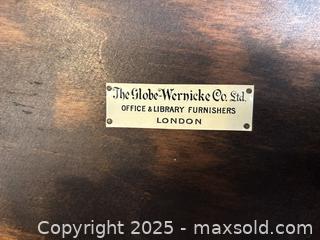 The Globe-Wernicke Co. Ltd.
OFFICE & LIBRARY FURNISHERS
LONDON
Copyright 2025 - maxsold.com